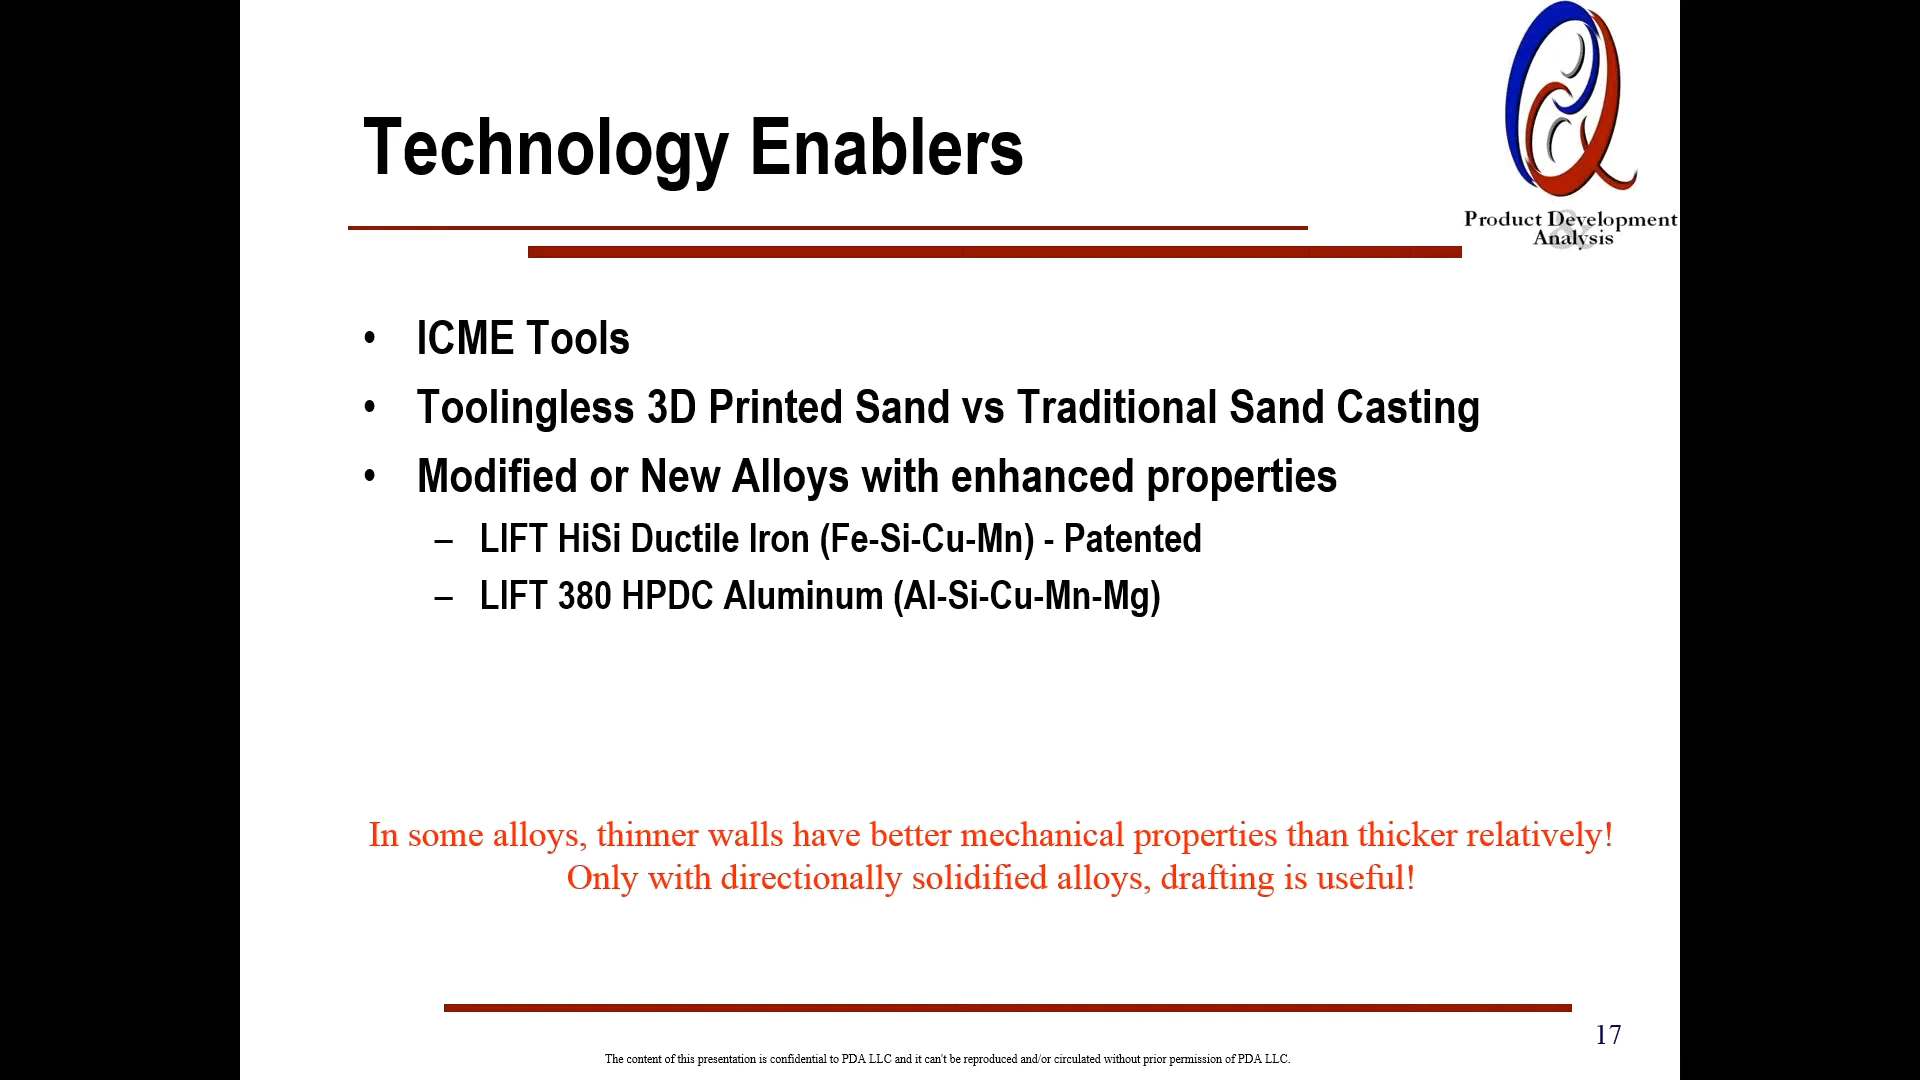 Technology Enablers
Product Development
&
Analysis
• ICME Tools
• Toolingless 3D Printed Sand vs Traditional Sand Casting
• Modified or New Alloys with enhanced properties
– LIFT HiSi Ductile Iron (Fe-Si-Cu-Mn) - Patented
– LIFT 380 HPDC Aluminum (Al-Si-Cu-Mn-Mg)
In some alloys, thinner walls have better mechanical properties than thicker relatively!
Only with directionally solidified alloys, drafting is useful!
17
The content of this presentation is confidential to PDA LLC and it can't be reproduced and/or circulated without prior permission of PDA LLC.